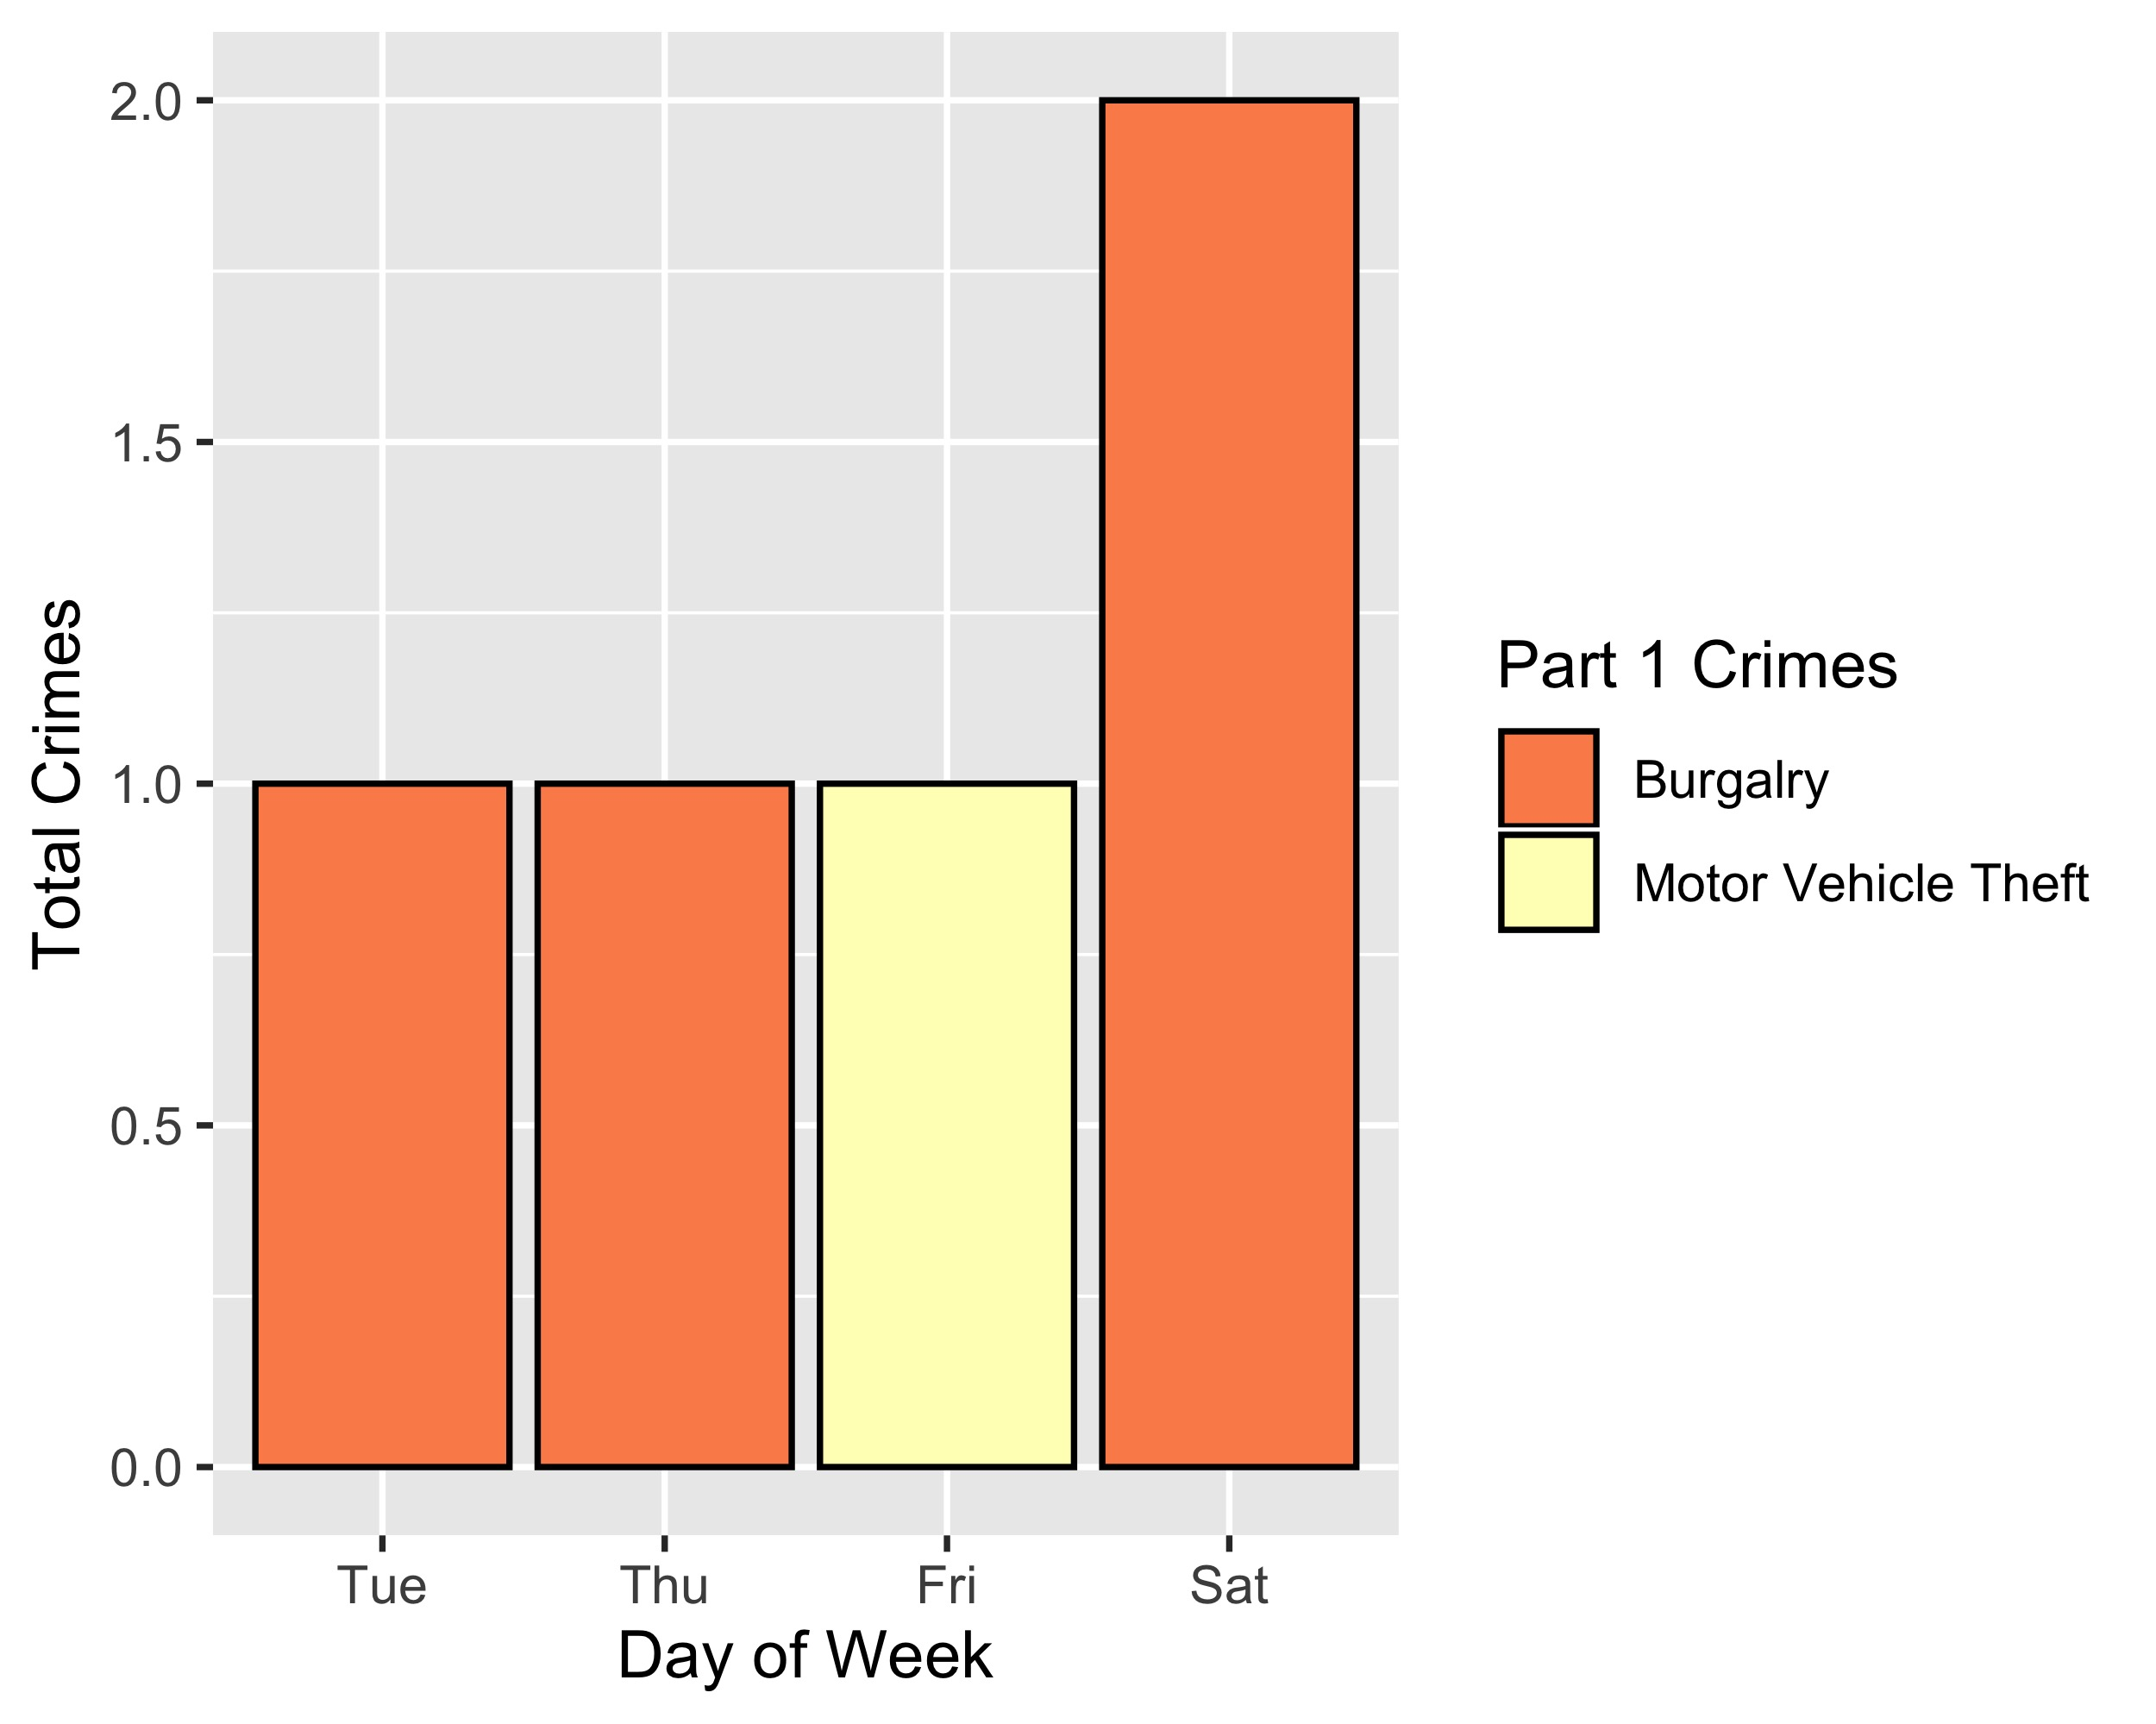 2.0
1.5
1.0
0.5
0.0
Total Crimes
Tue Thu Fri Sat
Day of Week
Part 1 Crimes
Burgalry
Motor Vehicle Theft